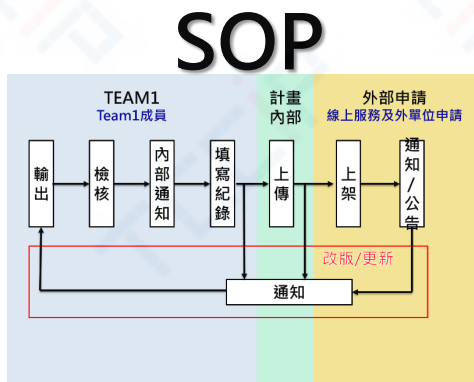 SOP
TEAM1
Team1成員
計畫
內部
外部申請
線上服務及外單位申請
輸出
檢核
內部通知
填寫紀錄
上傳
上架
通知/公告
改版/更新
通知